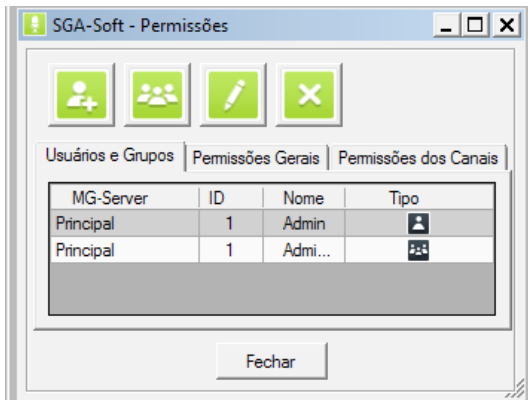 SGA-Soft - Permissões
Usuários e Grupos Permissões Gerais Permissões dos Canais
MG-Server ID Nome Tipo
Principal 1 Admin
Principal 1 Admi...
Fechar